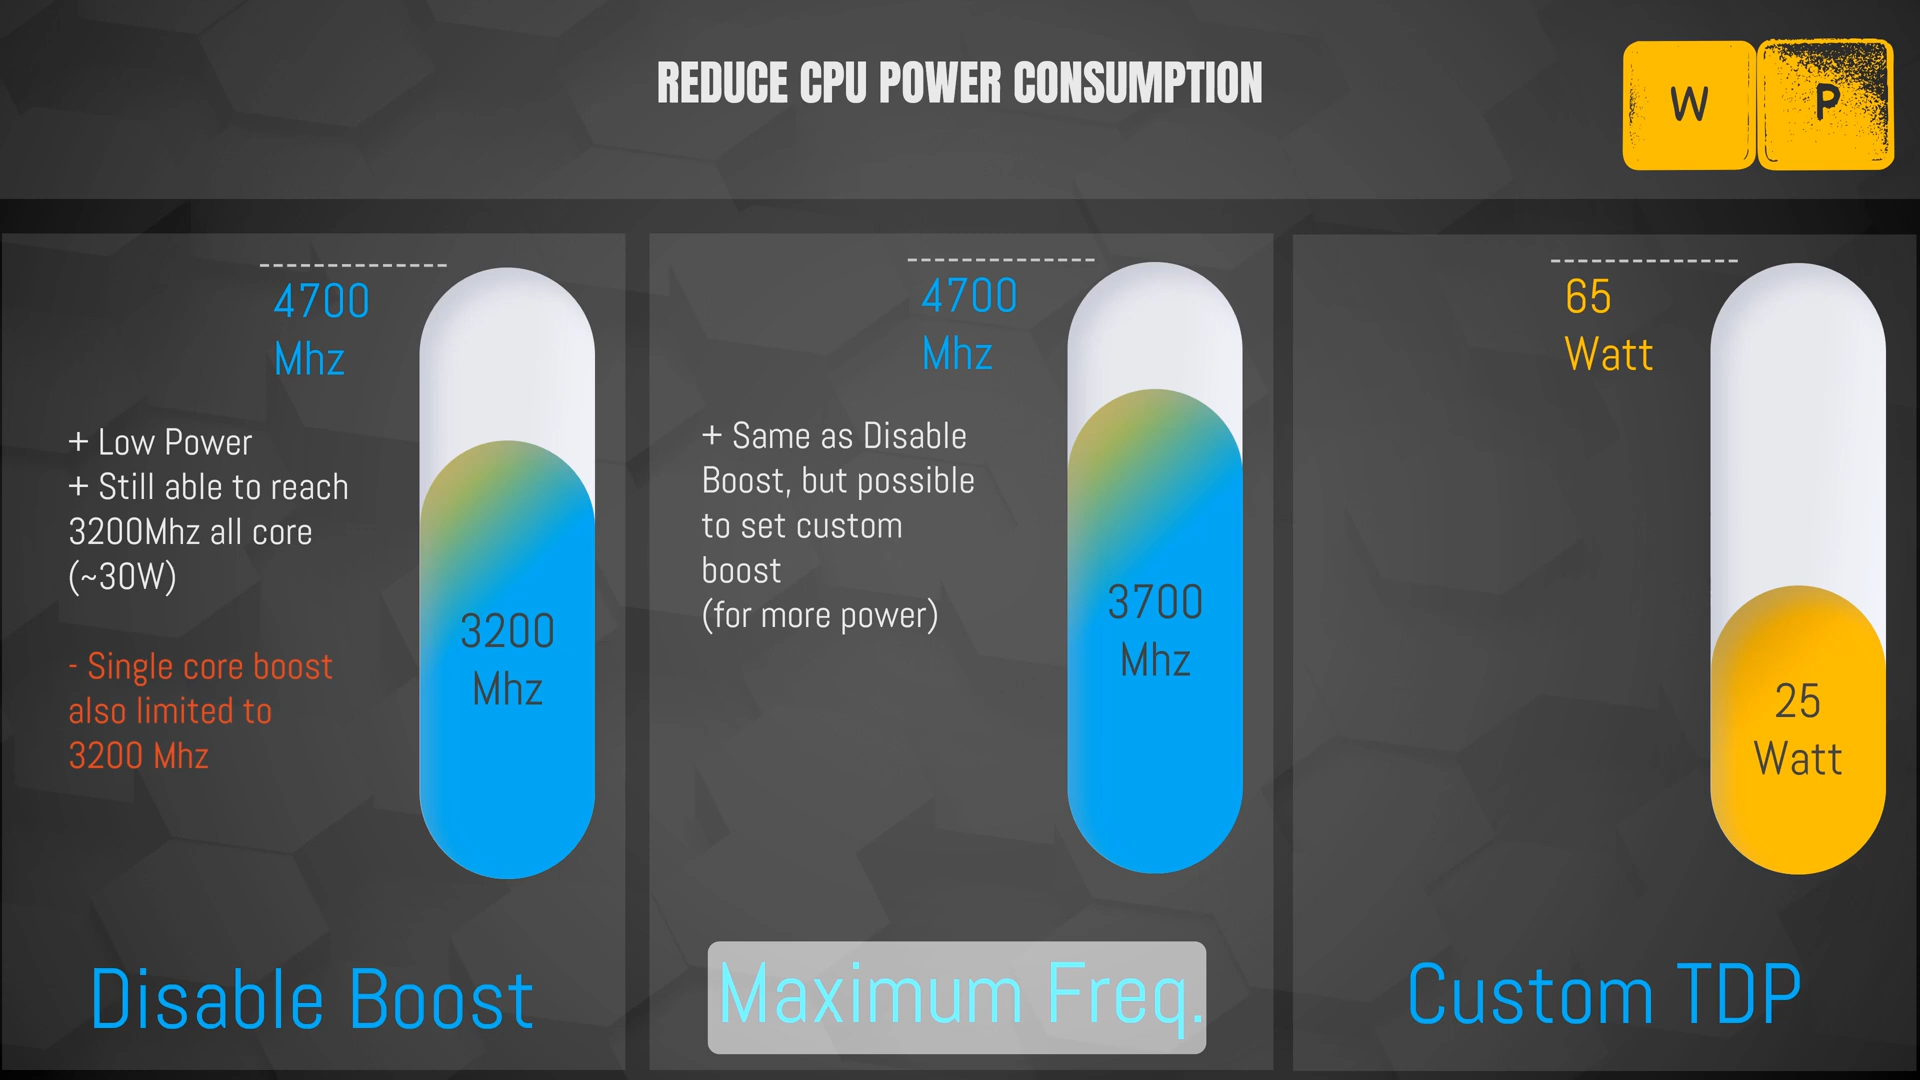 REDUCE CPU POWER CONSUMPTION
W P
4700
Mhz
+ Low Power
+ Still able to reach
3200Mhz all core
(~30W)
- Single core boost
also limited to
3200 Mhz
3200
Mhz
Disable Boost
4700
Mhz
+ Same as Disable
Boost, but possible
to set custom
boost
(for more power)
3700
Mhz
Maximum Freq.
65
Watt
25
Watt
Custom TDP